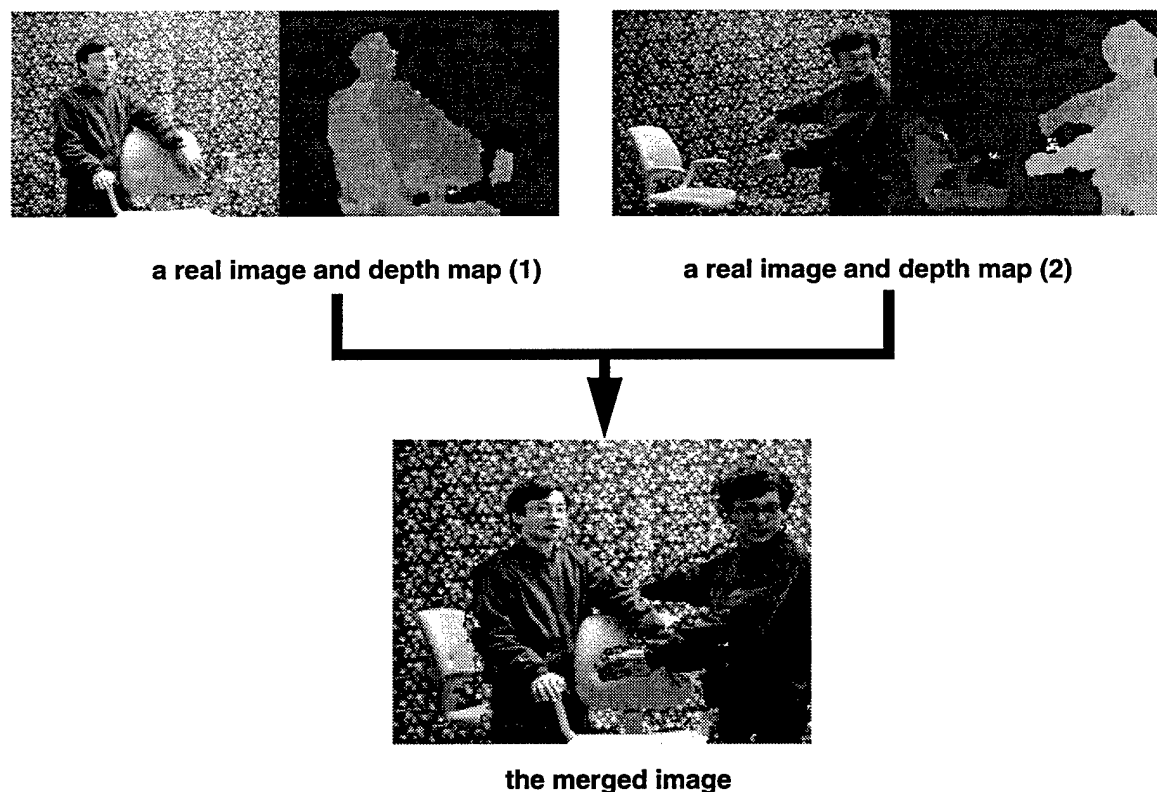 a real image and depth map (1)
a real image and depth map (2)
the merged image